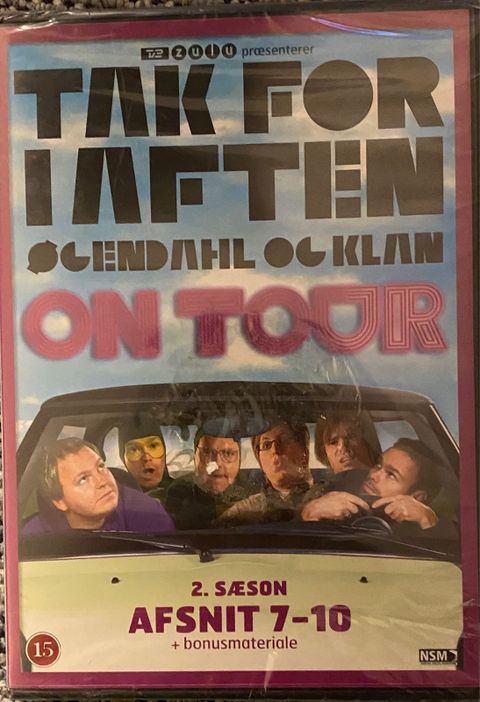 TV2 ZULU præsenterer
TAK FOR
I AFTEN
ØGENDAHL OG KLAN
ON TOUR
2. SÆSON
AFSNIT 7-10
+ bonusmateriale
15
NSM